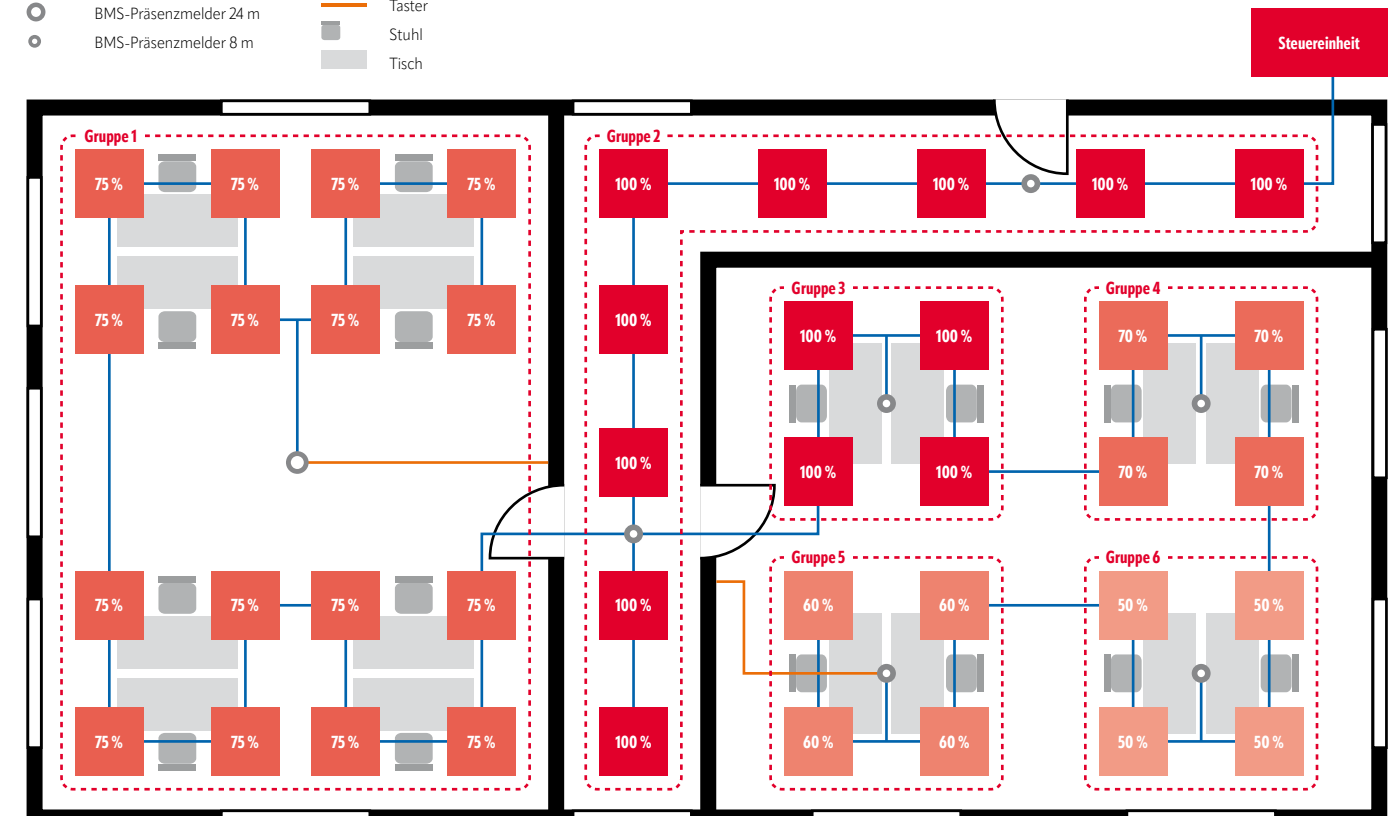 BMS-Präsenzmelder 24 m
BMS-Präsenzmelder 8 m
Taster
Stuhl
Tisch
Steuereinheit
Gruppe 1
75 % 75 % 75 % 75 %
75 % 75 % 75 % 75 %
75 % 75 % 75 % 75 %
75 % 75 % 75 % 75 %
Gruppe 2
100 % 100 % 100 % 100 % 100 %
100 %
100 %
100 %
100 %
Gruppe 3
100 % 100 %
100 % 100 %
Gruppe 4
70 % 70 %
70 % 70 %
Gruppe 5
60 % 60 %
60 % 60 %
Gruppe 6
50 % 50 %
50 % 50 %